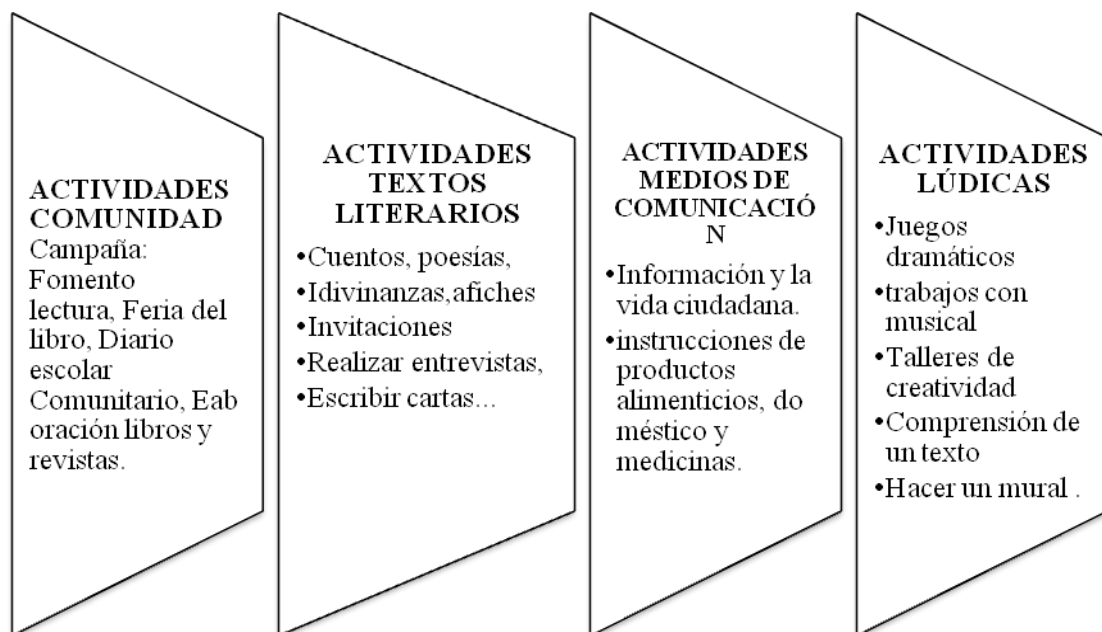 ACTIVIDADES
COMUNIDAD
Campaña:
Fomento
lectura, Feria del
libro, Diario
escolar
Comunitario, Eab
oración libros y
revistas.
ACTIVIDADES
TEXTOS
LITERARIOS
•Cuentos, poesías,
•Idivinanzas,afiches
•Invitaciones
•Realizar entrevistas,
•Escribir cartas...
ACTIVIDADES
MEDIOS DE
COMUNICACIÓ
N
•Información y la
vida ciudadana.
•instrucciones de
productos
alimenticios, do
méstico y
medicinas.
ACTIVIDADES
LÚDICAS
•Juegos
dramáticos
•trabajos con
musical
•Talleres de
creatividad
•Comprensión de
un texto
•Hacer un mural .